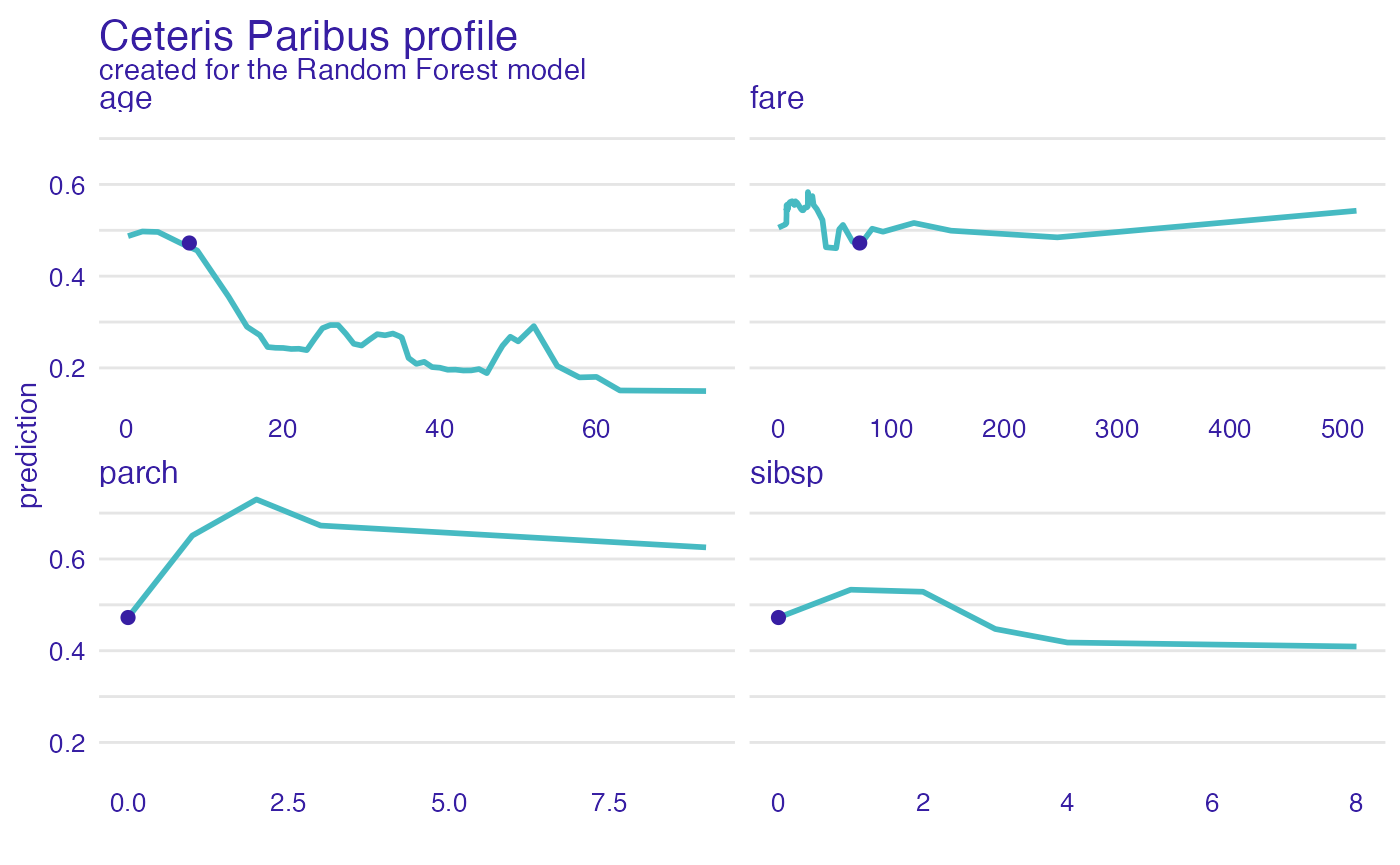 Ceteris Paribus profile
created for the Random Forest model
age
fare
0.6
0.4
0.2
0 20 40 60
0 100 200 300 400 500
prediction
parch
sibsp
0.6
0.4
0.2
0.0 2.5 5.0 7.5
0 2 4 6 8